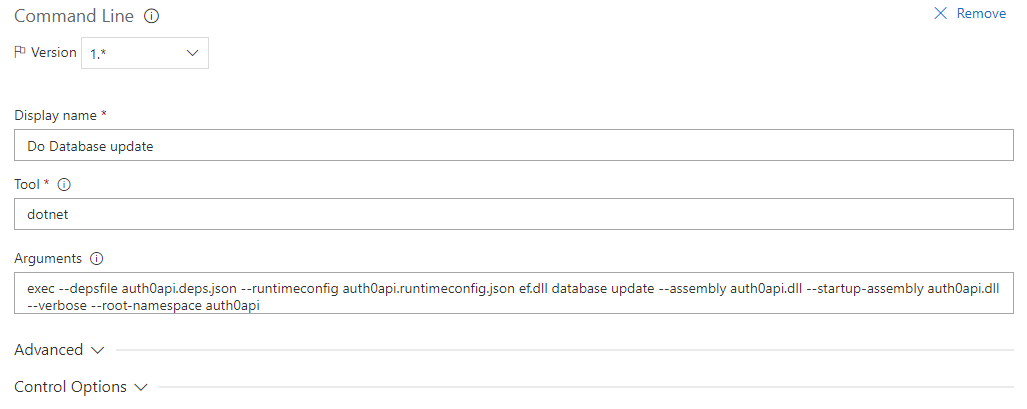 Command Line
Remove
Version 1.*
Display name *
Do Database update
Tool *
dotnet
Arguments
exec --depsfile auth0api.deps.json --runtimeconfig auth0api.runtimeconfig.json ef.dll database update --assembly auth0api.dll --startup-assembly auth0api.dll
--verbose --root-namespace auth0api
Advanced
Control Options